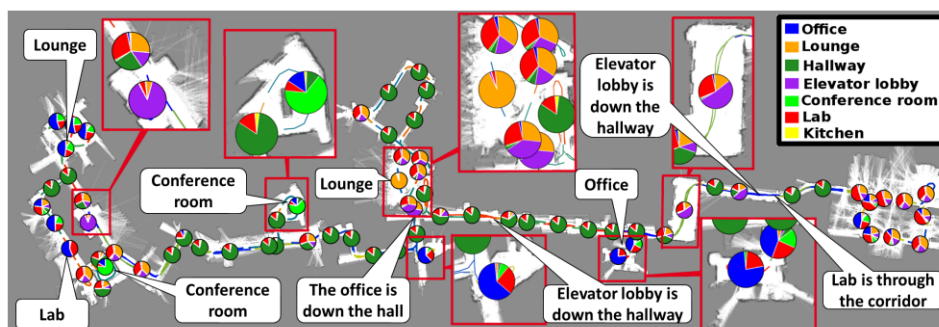 Lounge
Elevator
lobby is
down the
hallway
Office
Lounge
Hallway
Elevator lobby
Conference room
Lab
Kitchen
Conference
room
Lounge
Office
Lab
Conference
room
The office is
down the hall
Elevator lobby is
down the hallway
Lab is through
the corridor